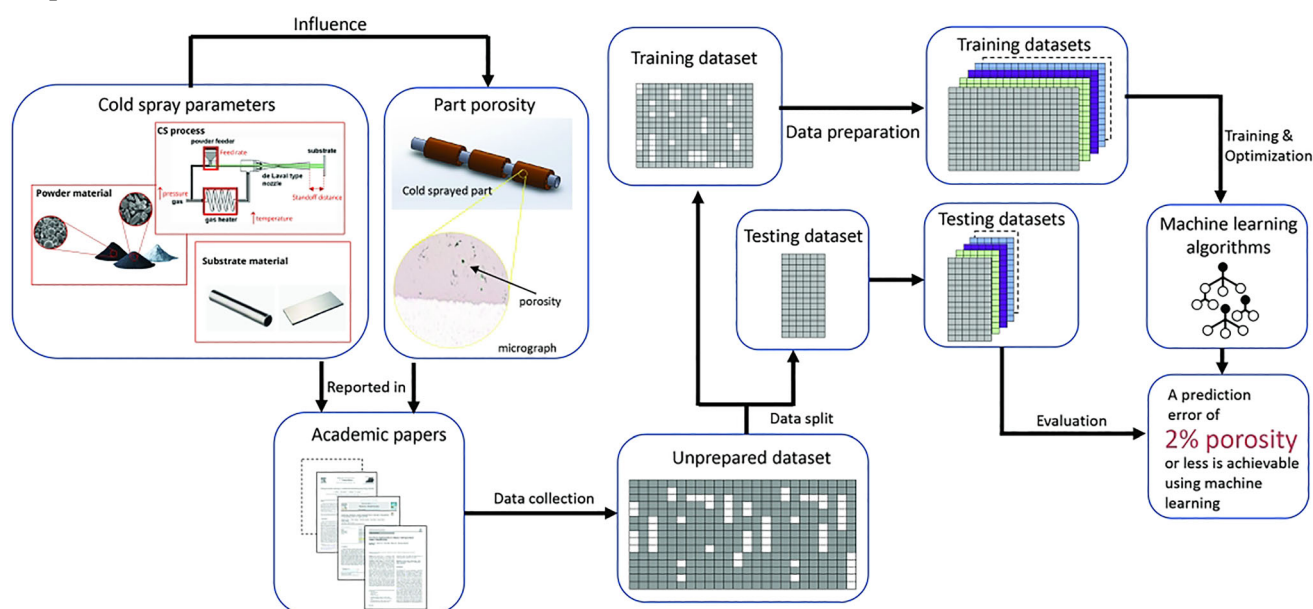 Influence
Cold spray parameters
CS process
powder feeder
Feed rate
substrate
de Laval type
nozzle
Standoff distance
pressure
gas
gas heater
temperature
Powder material
Substrate material
Part porosity
Cold sprayed part
porosity
micrograph
Reported in
Academic papers
Data collection
Unprepared dataset
Data split
Training dataset
Data preparation
Training datasets
Testing dataset
Testing datasets
Training &
Optimization
Machine learning
algorithms
Evaluation
A prediction
error of
2% porosity
or less is achievable
using machine
learning